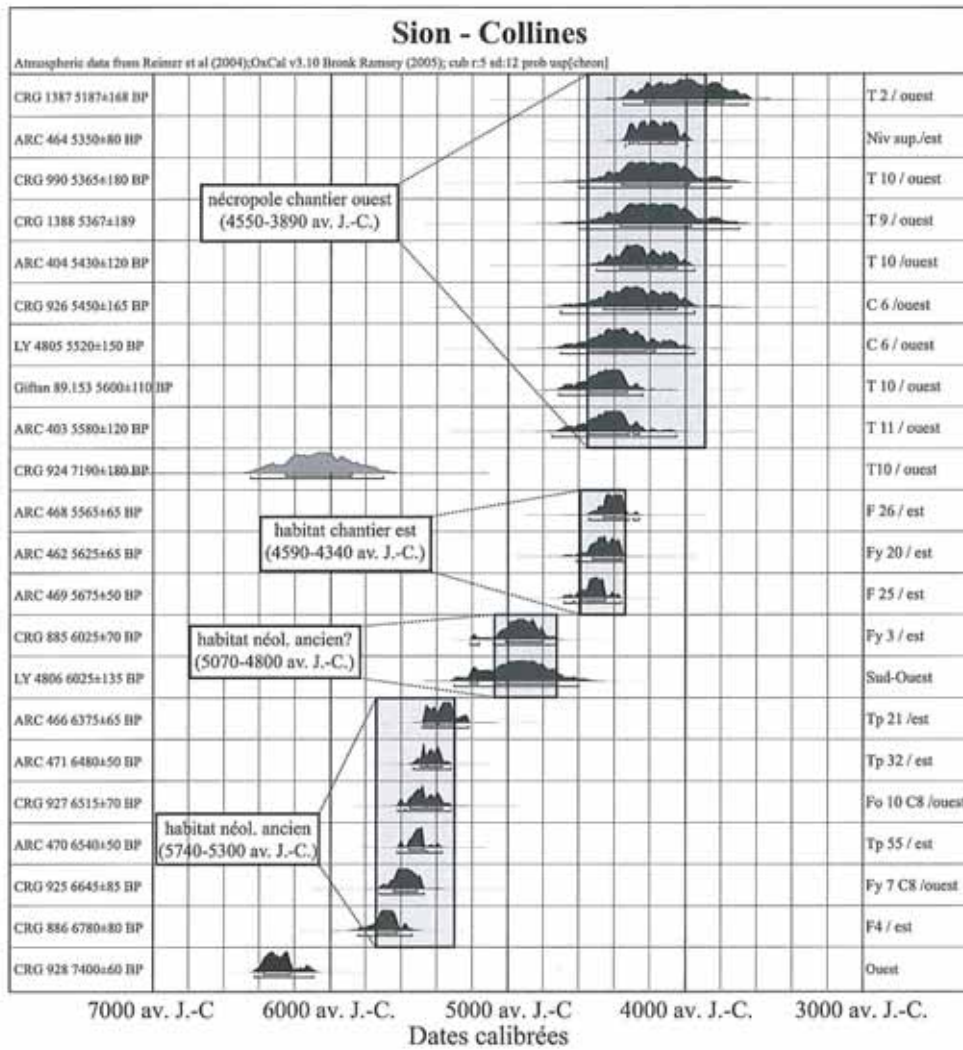 Sion - Collines
Atmospheric data from Reimer et al (2004);OxCal v3.10 Bronk Ramsey (2005); cub r:5 sd:12 prob usp[chron]
CRG 1387 5187±168 BP T 2 / ouest
ARC 464 5350±80 BP Niv sup./est
CRG 990 5365±180 BP T 10 / ouest
nécropole chantier ouest
(4550-3890 av. J.-C.)
CRG 1388 5367±189 T 9 / ouest
ARC 404 5430±120 BP T 10 /ouest
CRG 926 5450±165 BP C 6 /ouest
LY 4805 5520±150 BP C 6 / ouest
Giftan 89.153 5600±110 BP T 10 / ouest
ARC 403 5580±120 BP T 11 / ouest
CRG 924 7190±180 BP T10 / ouest
ARC 468 5565±65 BP F 26 / est
habitat chantier est
(4590-4340 av. J.-C.)
ARC 462 5625±65 BP Fy 20 / est
ARC 469 5675±50 BP F 25 / est
CRG 885 6025±70 BP Fy 3 / est
habitat néol. ancien?
(5070-4800 av. J.-C.)
LY 4806 6025±135 BP Sud-Ouest
ARC 466 6375±65 BP Tp 21 /est
ARC 471 6480±50 BP Tp 32 / est
CRG 927 6515±70 BP Fo 10 C8 /ouest
habitat néol. ancien
(5740-5300 av. J.-C.)
ARC 470 6540±50 BP Tp 55 / est
CRG 925 6645±85 BP Fy 7 C8 /ouest
CRG 886 6780±80 BP F4 / est
CRG 928 7400±60 BP Ouest
7000 av. J.-C 6000 av. J.-C. 5000 av. J.-C. 4000 av. J.-C. 3000 av. J.-C.
Dates calibrées